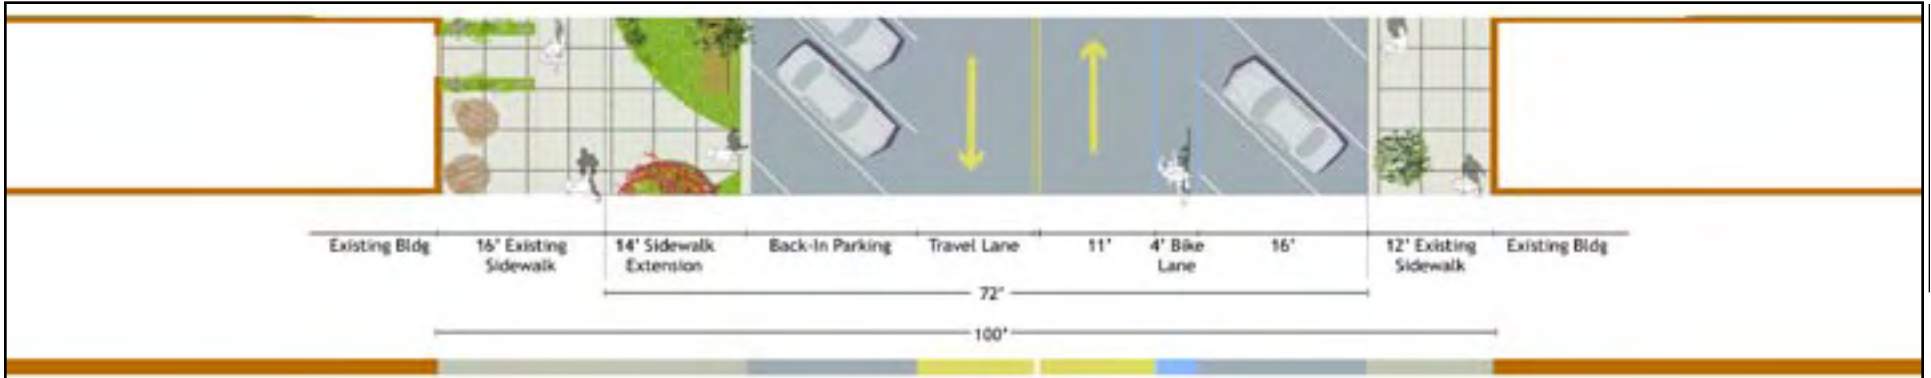 Existing Bldg 16' Existing 14' Sidewalk Back-In Parking Travel Lane 11' 4' Bike 16' 12' Existing Existing Bldg
Sidewalk Extension Lane Sidewalk
72'
100'